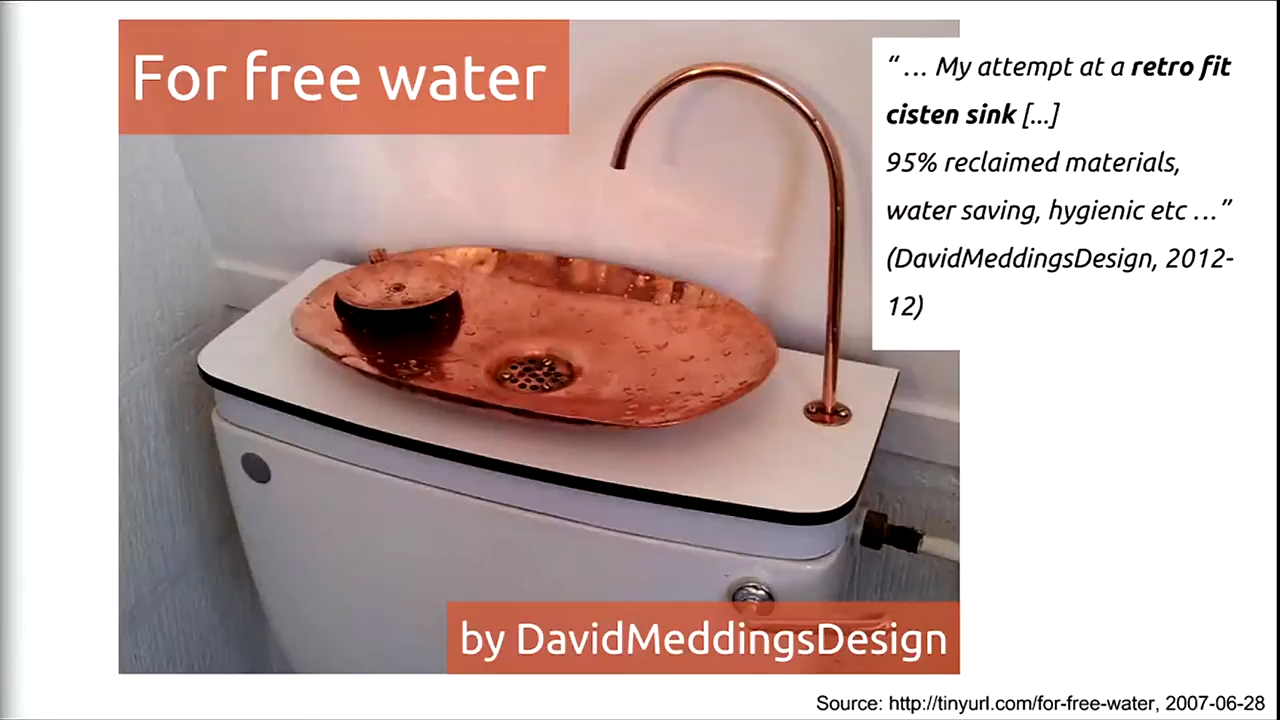 For free water
“ … My attempt at a retro fit
cisten sink [...]
95% reclaimed materials,
water saving, hygienic etc …”
(DavidMeddingsDesign, 2012-
12)
by DavidMeddingsDesign
Source: http://tinyurl.com/for-free-water, 2007-06-28